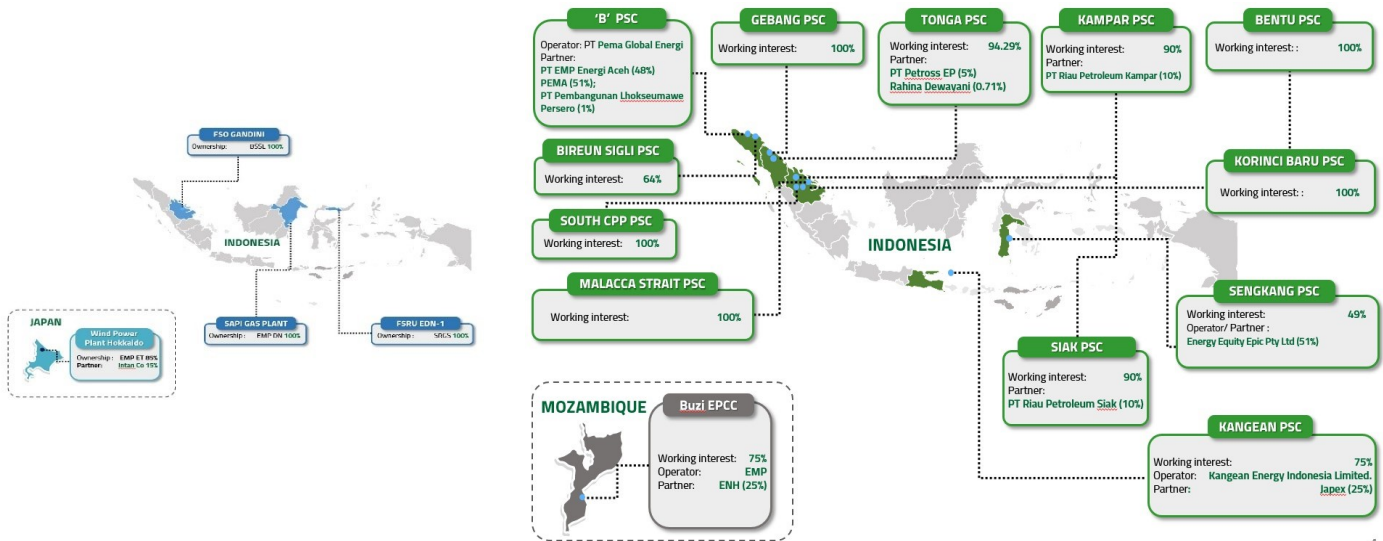 FSO GANDINI
Ownership: BSSL 100%
INDONESIA
SAPI GAS PLANT
Ownership : EMP DN 100%
FSRU EDN-1
Ownership : SRGS 100%
JAPAN
Wind Power
Plant Hokkaido
Ownership : EMP ET 85%
Partner: Intan Co 15%
'B' PSC
Operator: PT Pema Global Energi
Partner:
PT EMP Energi Aceh (48%)
PEMA (51%);
PT Pembangunan Lhokseumawe
Persero (1%)
GEBANG PSC
Working interest: 100%
TONGA PSC
Working interest: 94.29%
Partner:
PT Petross EP (5%)
Rahina Dewayani (0.71%)
KAMPAR PSC
Working interest: 90%
Partner:
PT Riau Petroleum Kampar (10%)
BENTU PSC
Working interest: : 100%
BIREUN SIGLI PSC
Working interest: 64%
KORINCI BARU PSC
Working interest: : 100%
SOUTH CPP PSC
Working interest: 100%
INDONESIA
MALACCA STRAIT PSC
Working interest: 100%
SENGKANG PSC
Working interest: 49%
Operator/ Partner :
Energy Equity Epic Pty Ltd (51%)
SIAK PSC
Working interest: 90%
Partner:
PT Riau Petroleum Siak (10%)
MOZAMBIQUE
Buzi EPCC
Working interest: 75%
Operator: EMP
Partner: ENH (25%)
KANGEAN PSC
Working interest: 75%
Operator: Kangean Energy Indonesia Limited.
Partner: Japex (25%)